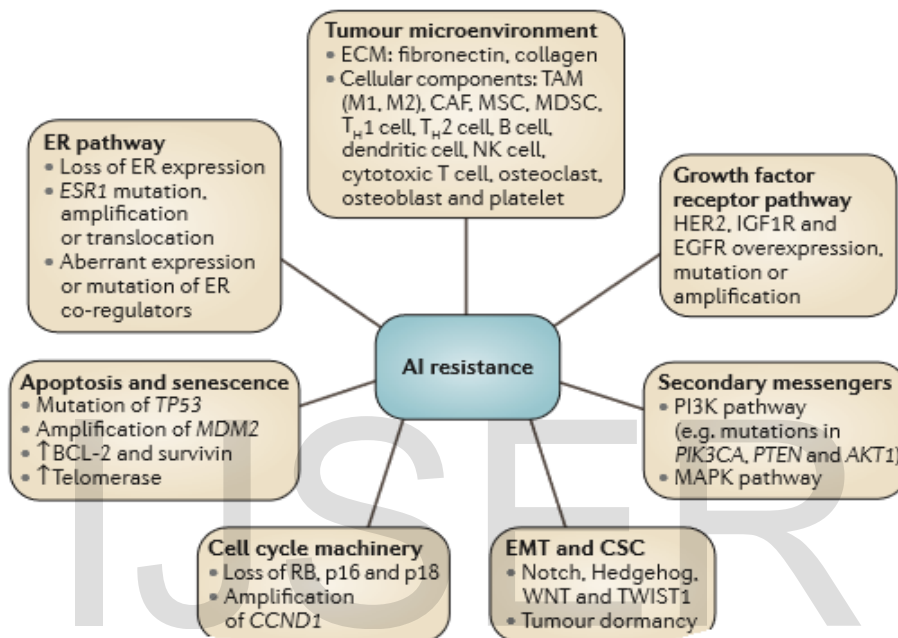 Tumour microenvironment
• ECM: fibronectin, collagen
• Cellular components: TAM
(M1, M2), CAF, MSC, MDSC,
T_H1 cell, T_H2 cell, B cell,
dendritic cell, NK cell,
cytotoxic T cell, osteoclast,
osteoblast and platelet
ER pathway
• Loss of ER expression
• ESR1 mutation,
amplification
or translocation
• Aberrant expression
or mutation of ER
co-regulators
Growth factor
receptor pathway
HER2, IGF1R and
EGFR overexpression,
mutation or
amplification
AI resistance
Apoptosis and senescence
• Mutation of TP53
• Amplification of MDM2
• ↑BCL-2 and survivin
• ↑Telomerase
Secondary messengers
• PI3K pathway
(e.g. mutations in
PIK3CA, PTEN and AKT1)
• MAPK pathway
Cell cycle machinery
• Loss of RB, p16 and p18
• Amplification
of CCND1
EMT and CSC
• Notch, Hedgehog,
WNT and TWIST1
• Tumour dormancy
IJSER